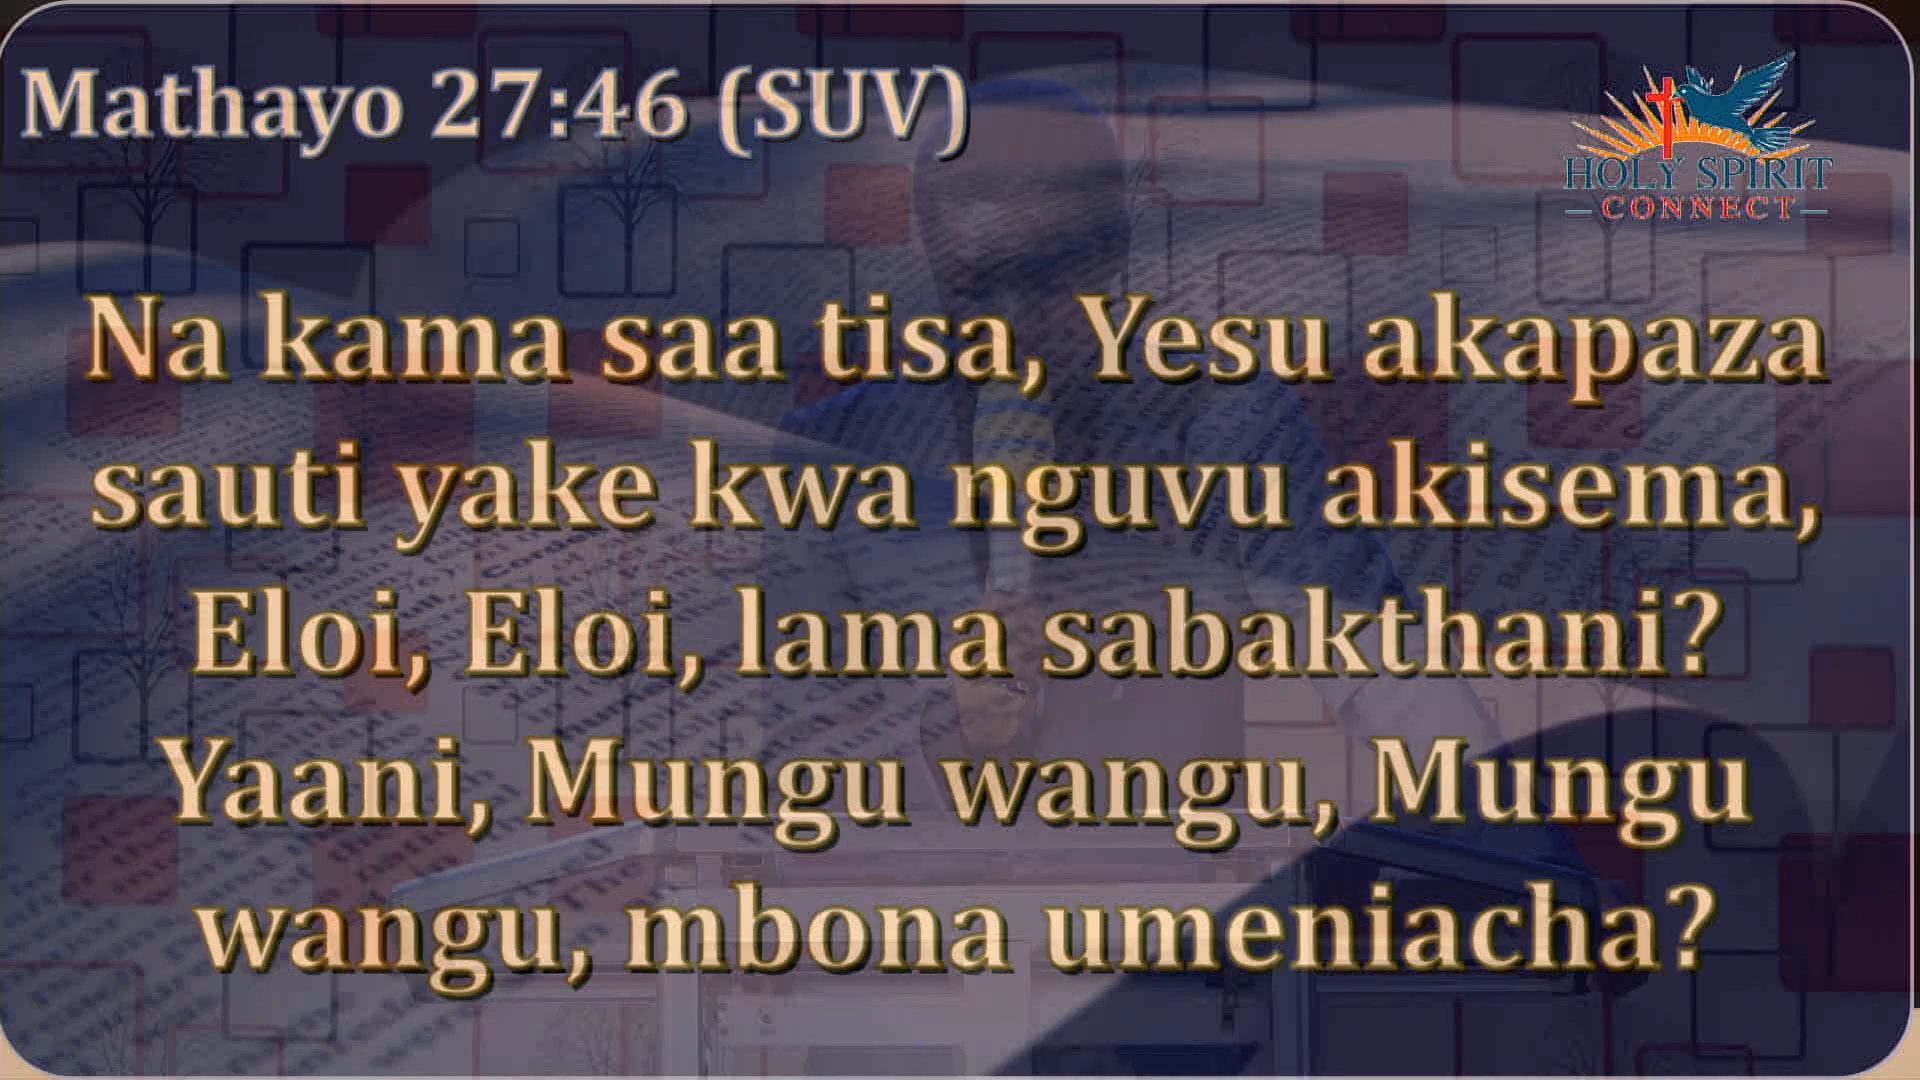 Mathayo 27:46 (SUV)
HOLY SPIRIT
CONNECT
Na kama saa tisa, Yesu akapaza
sauti yake kwa nguvu akisema,
Eloi, Eloi, lama sabakthani?
Yaani, Mungu wangu, Mungu
wangu, mbona umeniacha?